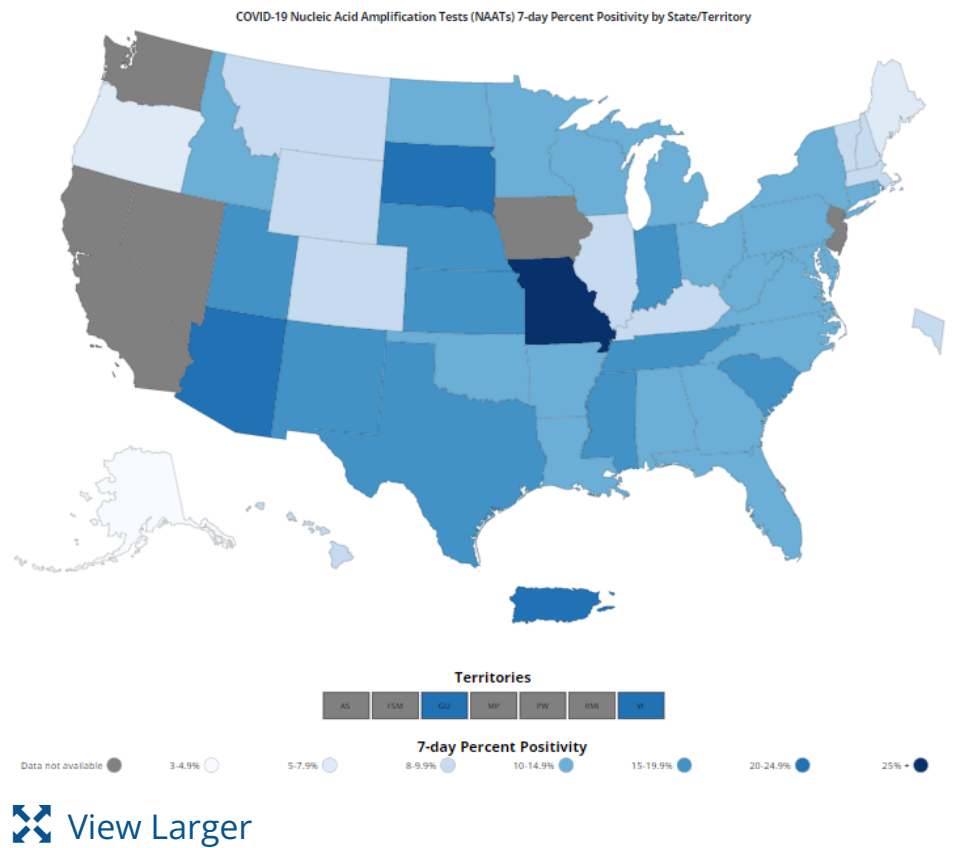 COVID-19 Nucleic Acid Amplification Tests (NAATs) 7-day Percent Positivity by State/Territory
Territories
AS FSM GU MP PW RMI VI
7-day Percent Positivity
Data not available 3-4.9% 5-7.9% 8-9.9% 10-14.9% 15-19.9% 20-24.9% 25% +
View Larger